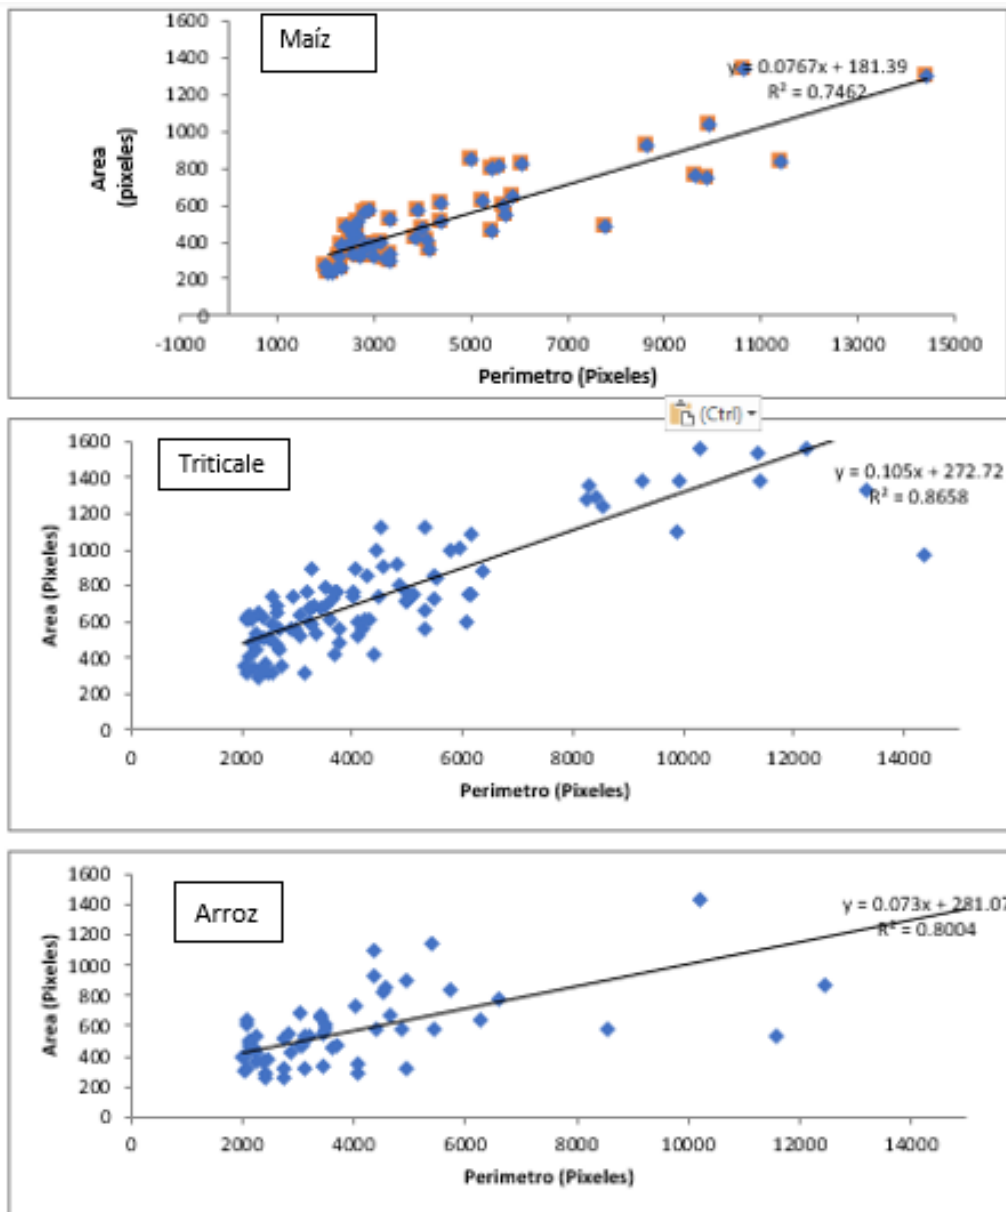 Maíz
1600
1400
1200
1000
800
600
400
200
0
Area
(pixeles)
y = 0.0767x + 181.39
R² = 0.7462
-1000 1000 3000 5000 7000 9000 11000 13000 15000
Perimetro (Pixeles)
(Ctrl)
Triticale
1600
1400
1200
1000
800
600
400
200
0
Area (Pixeles)
y = 0.105x + 272.72
R² = 0.8658
0 2000 4000 6000 8000 10000 12000 14000
Perimetro (Pixeles)
Arroz
1600
1400
1200
1000
800
600
400
200
0
Area (Pixeles)
y = 0.073x + 281.07
R² = 0.8004
0 2000 4000 6000 8000 10000 12000 14000
Perimetro (Pixeles)